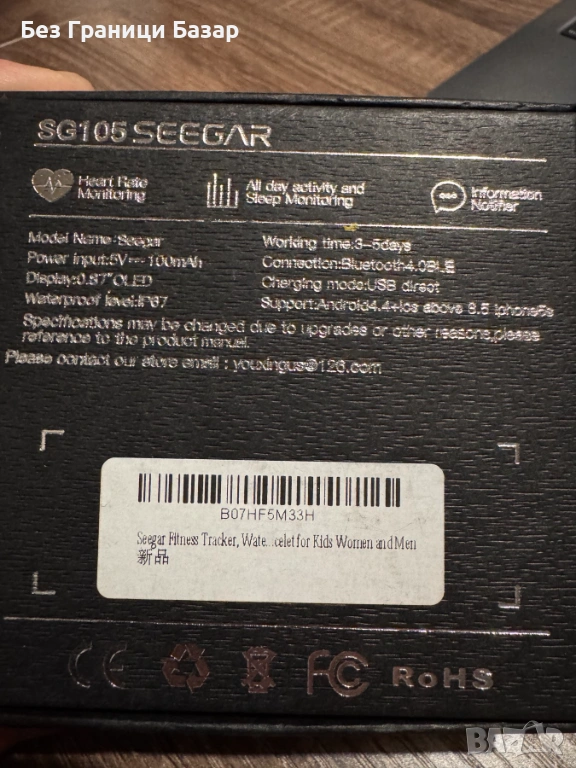 Без Граници Базар
SG105 SEEGAR
Heart Rate
Monitoring
All day activity and
Sleep Monitoring
Information
Notifier
Model Name:Seegar
Power input:5V⎓100mAh
Display:0.87"OLED
Waterproof level:IP67
Working time:3-5days
Connection:Bluetooth4.0BLE
Charging mode:USB direct
Support:Android4.4+ios above 8.5 iphone5s
Specifications may be changed due to upgrades or other reasons,please
reference to the product manual.
Please contact our store email : youxingus@126.com
B07HF5M33H
Seegar Fitness Tracker, Wate...celet for Kids Women and Men
新品
CE
FC
RoHS
BAZAR